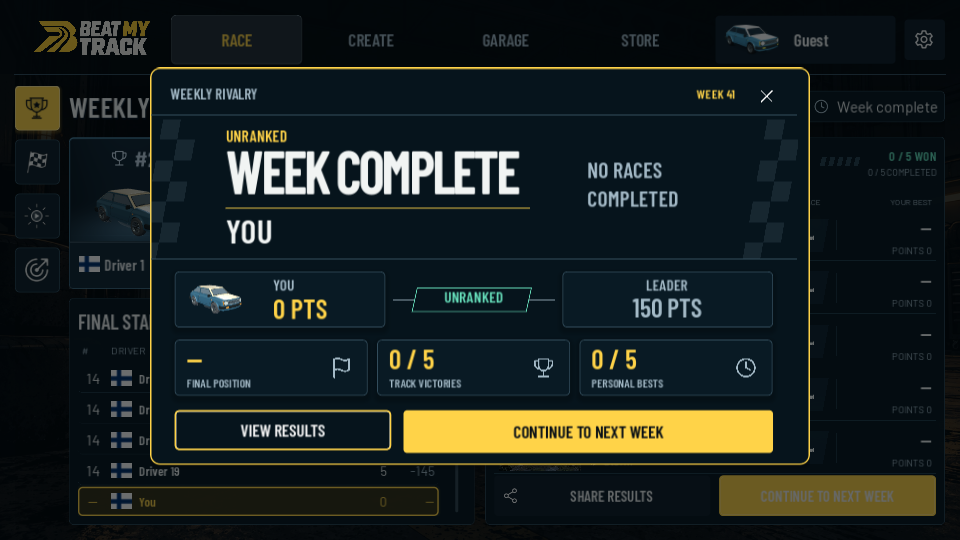 BEAT MY
TRACK
RACE
CREATE
GARAGE
STORE
Guest
WEEKLY
Week complete
WEEKLY RIVALRY
WEEK 41
UNRANKED
WEEK COMPLETE
YOU
NO RACES
COMPLETED
0 / 5 WON
0 / 5 COMPLETED
YOUR BEST
–
POINTS 0
–
POINTS 0
–
POINTS 0
–
POINTS 0
–
POINTS 0
Driver 1
YOU
0 PTS
UNRANKED
LEADER
150 PTS
–
FINAL POSITION
0 / 5
TRACK VICTORIES
0 / 5
PERSONAL BESTS
VIEW RESULTS
CONTINUE TO NEXT WEEK
# DRIVER
14
14
14
14 Driver 19 5 -145
– You 0 –
SHARE RESULTS
CONTINUE TO NEXT WEEK